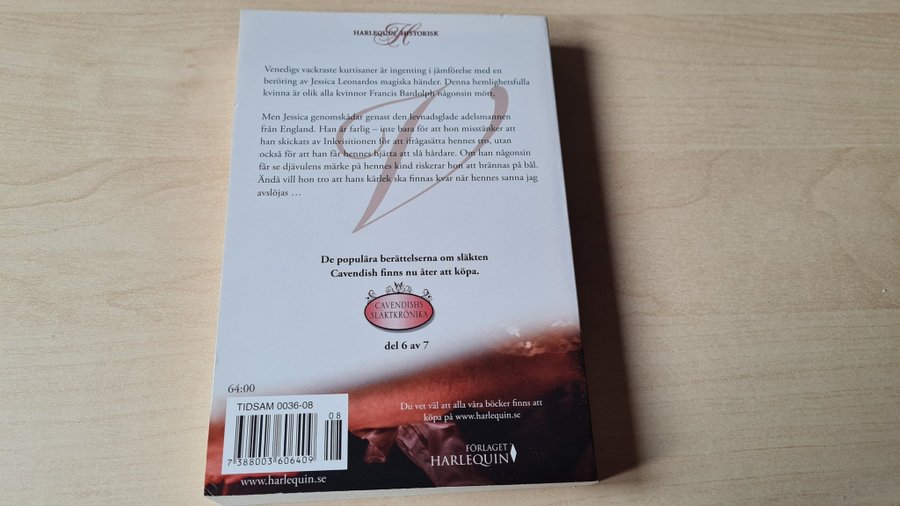 HARLEQUIN H HISTORISK
Venedigs vackraste kurtisaner är ingenting i jämförelse med en
beröring av Jessica Leonardos magiska händer. Denna hemlighetsfulla
kvinna är olik alla kvinnor Francis Bardolph någonsin mött.
Men Jessica genomskådar genast den levnadsglade adelsmannen
från England. Han är farlig – inte bara för att hon misstänker att
han skickats av Inkvisitionen för att ifrågasätta hennes tro, utan
också för att han får hennes hjärta att slå hårdare. Om han någonsin
får se djävulens märke på hennes kind riskerar hon att brännas på bål.
Ändå vill hon tro att hans kärlek ska finnas kvar när hennes sanna jag
avslöjas ...
De populära berättelserna om släkten
Cavendish finns nu åter att köpa.
CAVENDISHS
SLÄKTKRÖNIKA
del 6 av 7
64:00
TIDSAM 0036-08
08
7 388003 606409
www.harlequin.se
Du vet väl att alla våra böcker finns att
köpa på www.harlequin.se
FÖRLAGET
HARLEQUIN